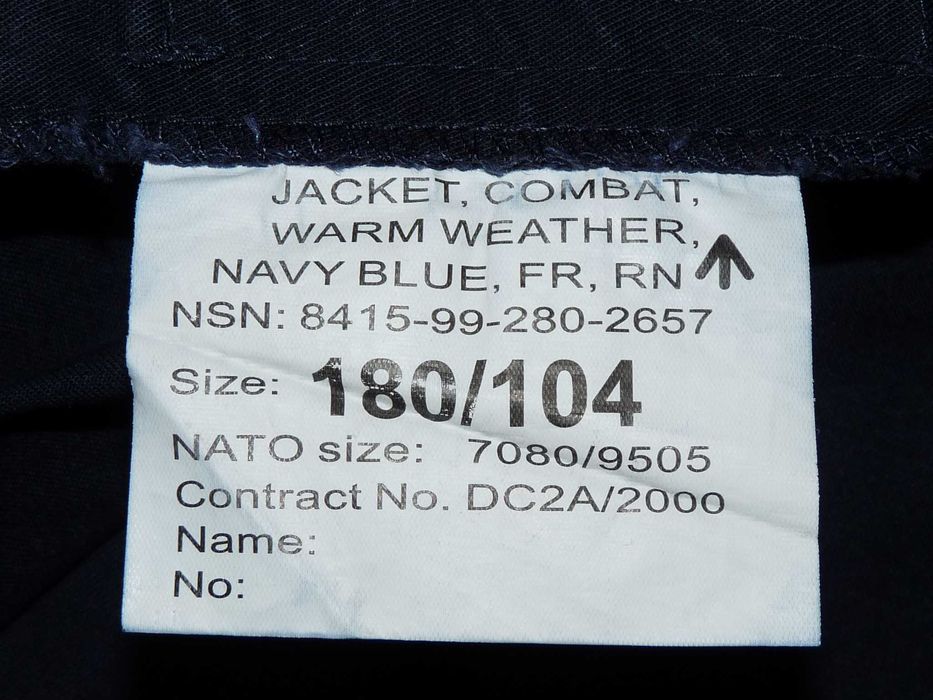 JACKET, COMBAT,
WARM WEATHER,
NAVY BLUE, FR, RN
NSN: 8415-99-280-2657
Size: 180/104
NATO size: 7080/9505
Contract No. DC2A/2000
Name:
No: